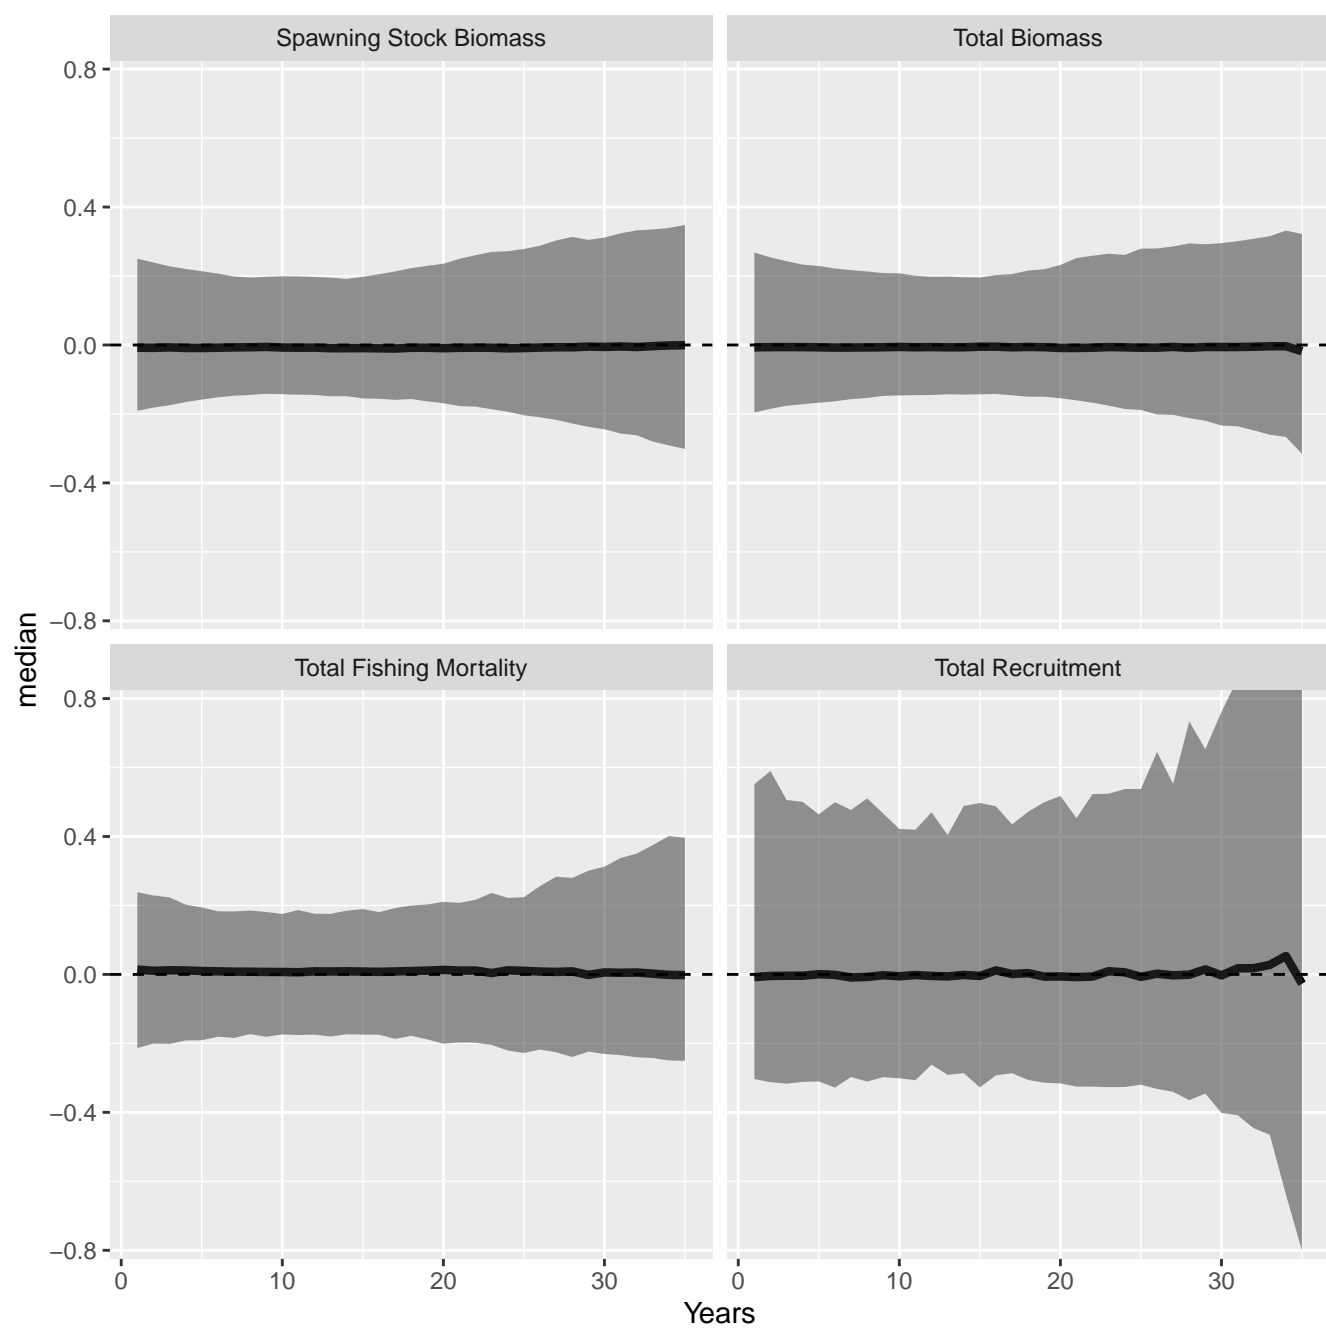 Spawning Stock Biomass
Total Biomass
0.8
0.4
0.0
−0.4
−0.8
median
Total Fishing Mortality
Total Recruitment
0.8
0.4
0.0
−0.4
−0.8
0 10 20 30
0 10 20 30
Years